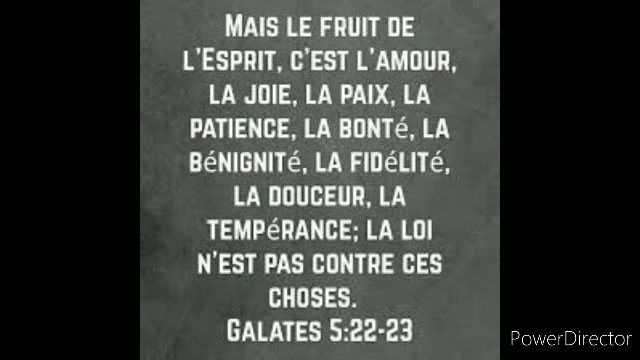 MAIS LE FRUIT DE
L'ESPRIT, C'EST L'AMOUR,
LA JOIE, LA PAIX, LA
PATIENCE, LA BONTé, LA
BéNIGNITé, LA FIDéLITé,
LA DOUCEUR, LA
TEMPéRANCE; LA LOI
N'EST PAS CONTRE CES
CHOSES.
GALATES 5:22-23
PowerDirector